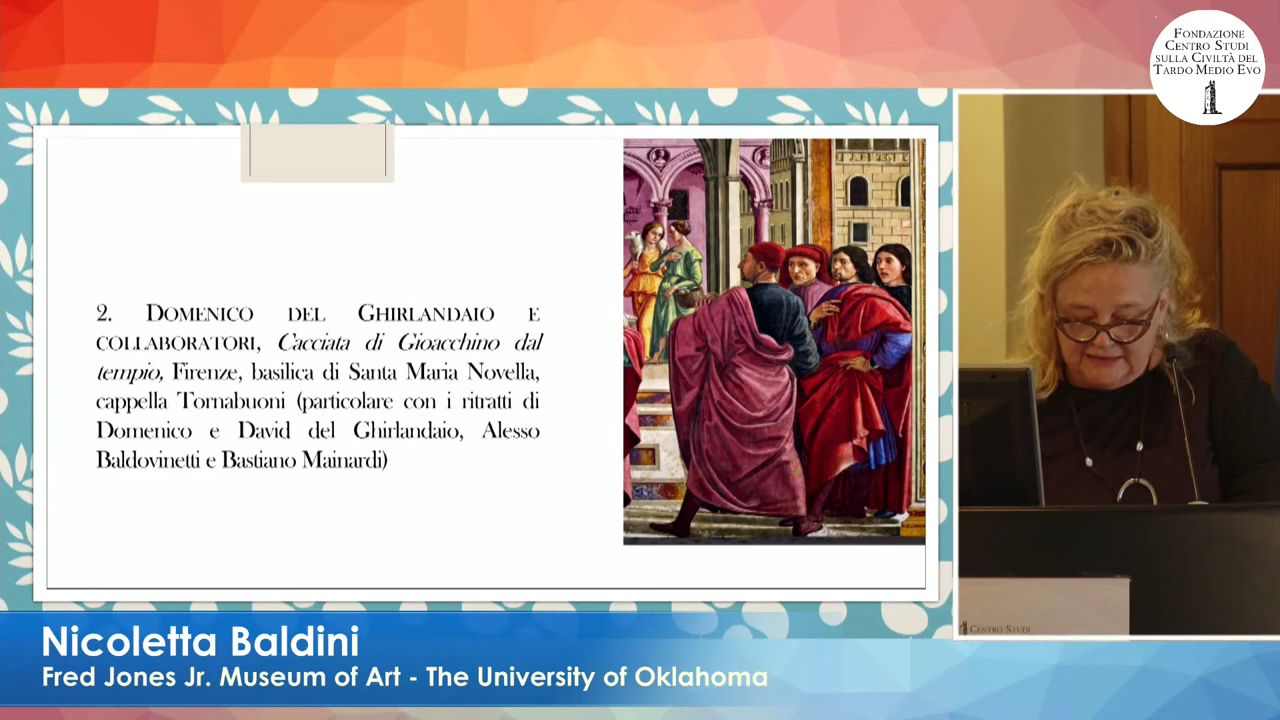 FONDAZIONE
CENTRO STUDI
SULLA CIVILTÀ DEL
TARDO MEDIO EVO
2. DOMENICO DEL GHIRLANDAIO E
COLLABORATORI, Cacciata di Gioacchino dal
tempio, Firenze, basilica di Santa Maria Novella,
cappella Tornabuoni (particolare con i ritratti di
Domenico e David del Ghirlandaio, Alesso
Baldovinetti e Bastiano Mainardi)
CENTRO STUDI
Nicoletta Baldini
Fred Jones Jr. Museum of Art - The University of Oklahoma